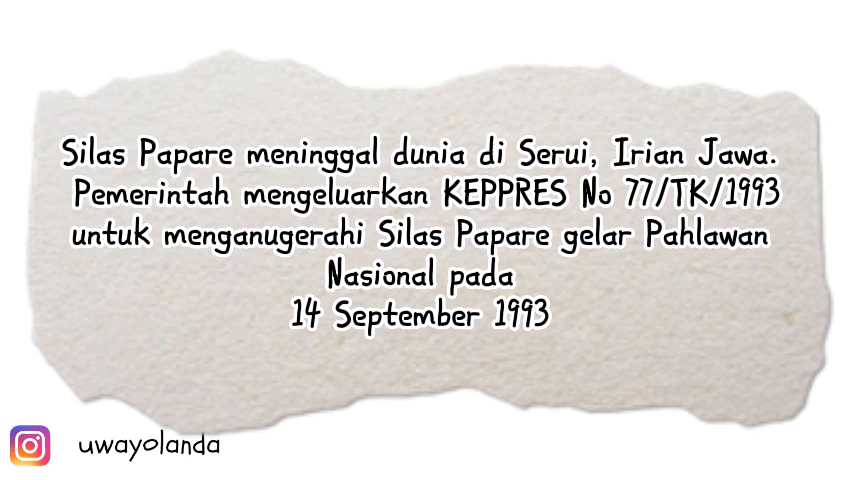 Silas Papare meninggal dunia di Serui, Irian Jawa.
Pemerintah mengeluarkan KEPPRES No 77/TK/1993
untuk menganugerahi Silas Papare gelar Pahlawan
Nasional pada
14 September 1993
uwayolanda